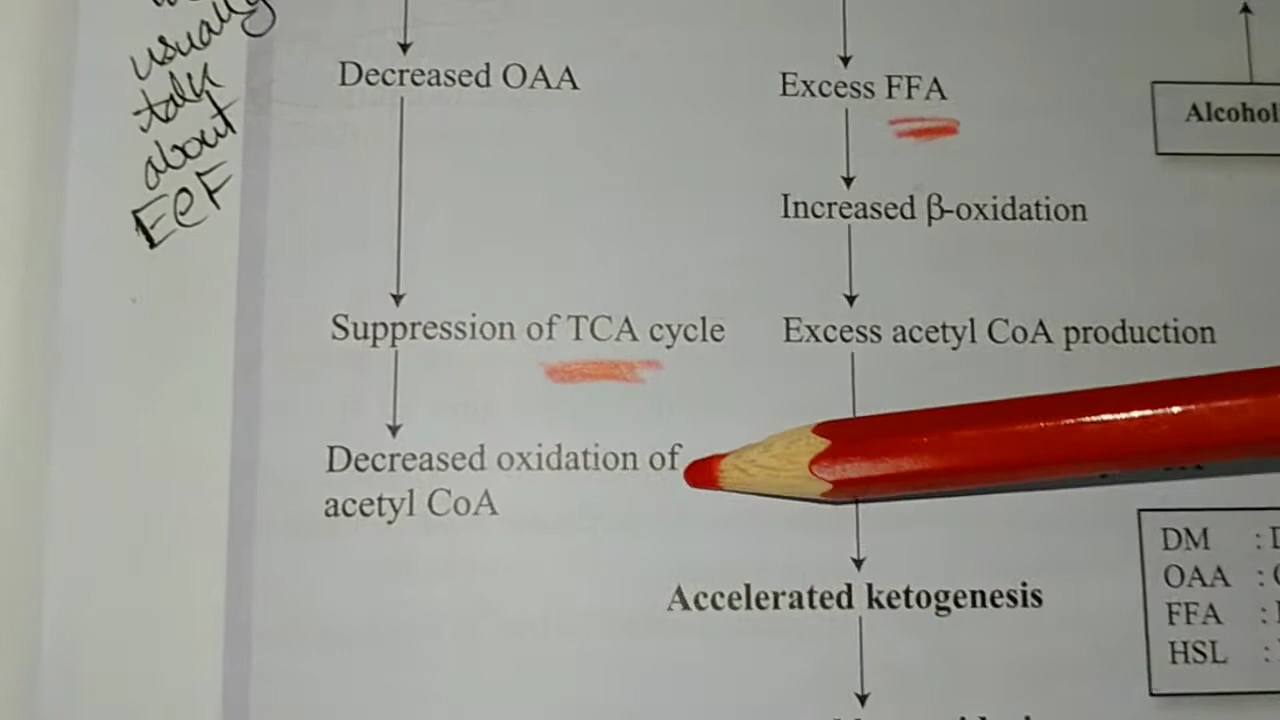 usually
talk
about
ECF
Decreased OAA
Suppression of TCA cycle
Decreased oxidation of
acetyl CoA
Excess FFA
Increased β-oxidation
Excess acetyl CoA production
Accelerated ketogenesis
Alcohol
DM :
OAA :
FFA :
HSL :